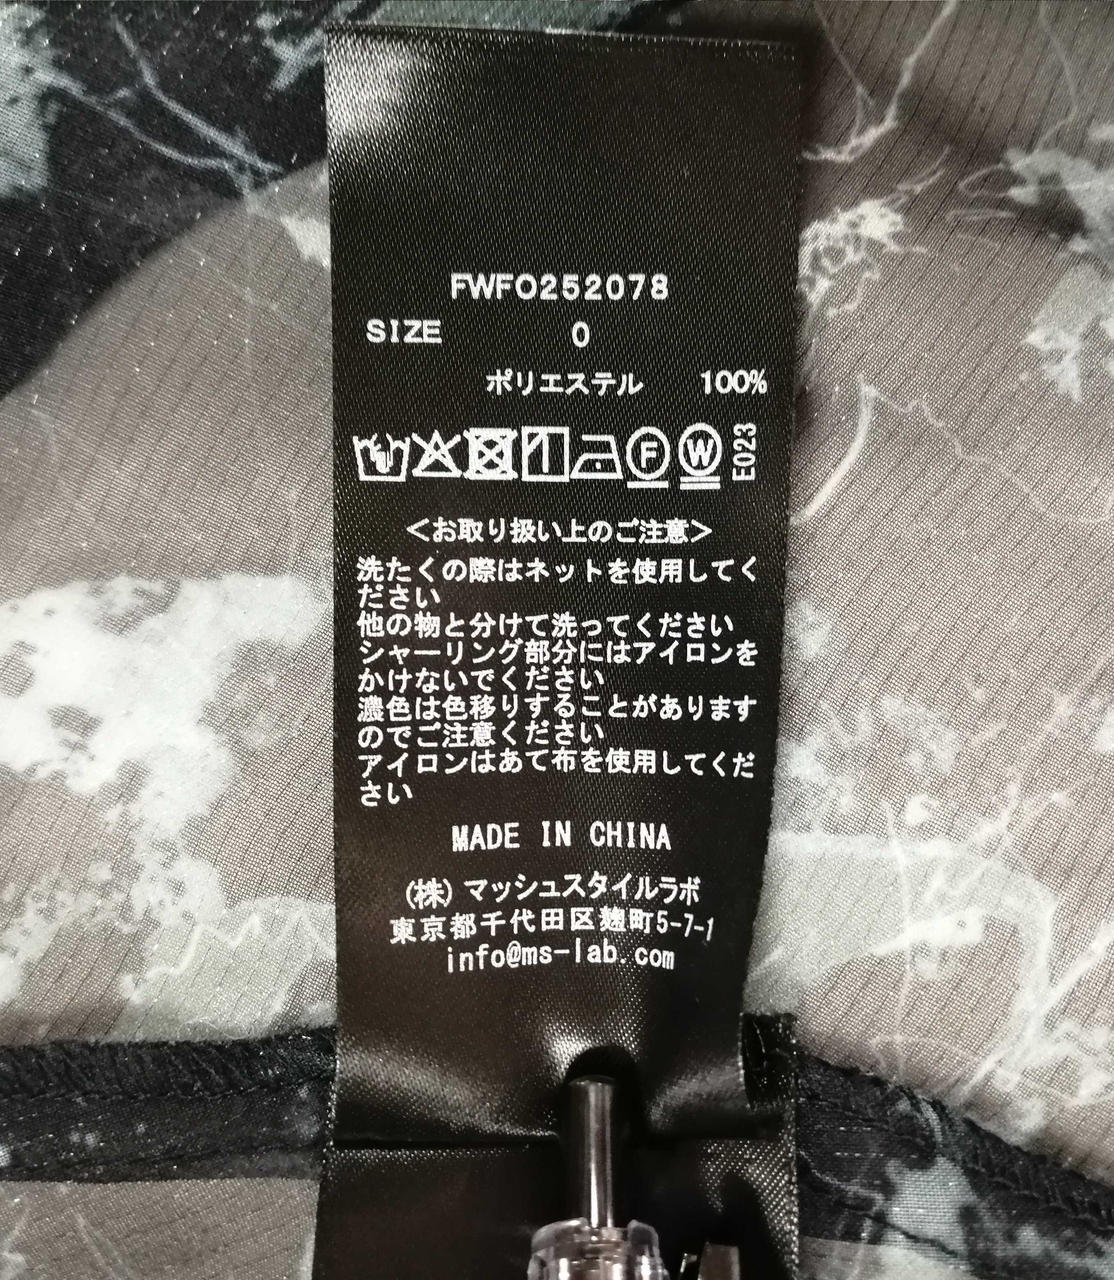 FWFO252078
SIZE 0
ポリエステル 100%
F W E023
<お取り扱い上のご注意>
洗たくの際はネットを使用してく
ださい
他の物と分けて洗ってください
シャーリング部分にはアイロンを
かけないでください
濃色は色移りすることがあります
のでご注意ください
アイロンはあて布を使用してくだ
さい
MADE IN CHINA
(株)マッシュスタイルラボ
東京都千代田区麹町5-7-1
info@ms-lab.com